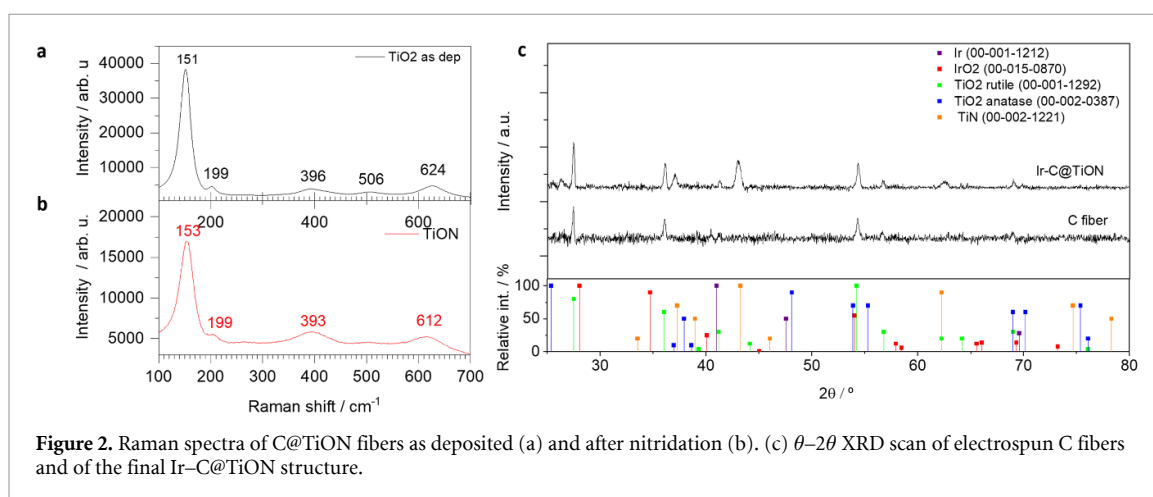 a
TiO2 as dep
151
199
396
506
624
40000
30000
20000
10000
Intensity / arb. u
200
400
600
b
TiON
153
199
393
612
20000
15000
10000
5000
Intensity / arb. u
100
200
300
400
500
600
700
Raman shift / cm⁻¹
c
Ir (00-001-1212)
IrO2 (00-015-0870)
TiO2 rutile (00-001-1292)
TiO2 anatase (00-002-0387)
TiN (00-002-1221)
Intensity / a.u.
Ir-C@TiON
C fiber
Relative int. / %
100
50
0
30
40
50
60
70
80
2θ / º
Figure 2. Raman spectra of C@TiON fibers as deposited (a) and after nitridation (b). (c) θ–2θ XRD scan of electrospun C fibers
and of the final Ir–C@TiON structure.